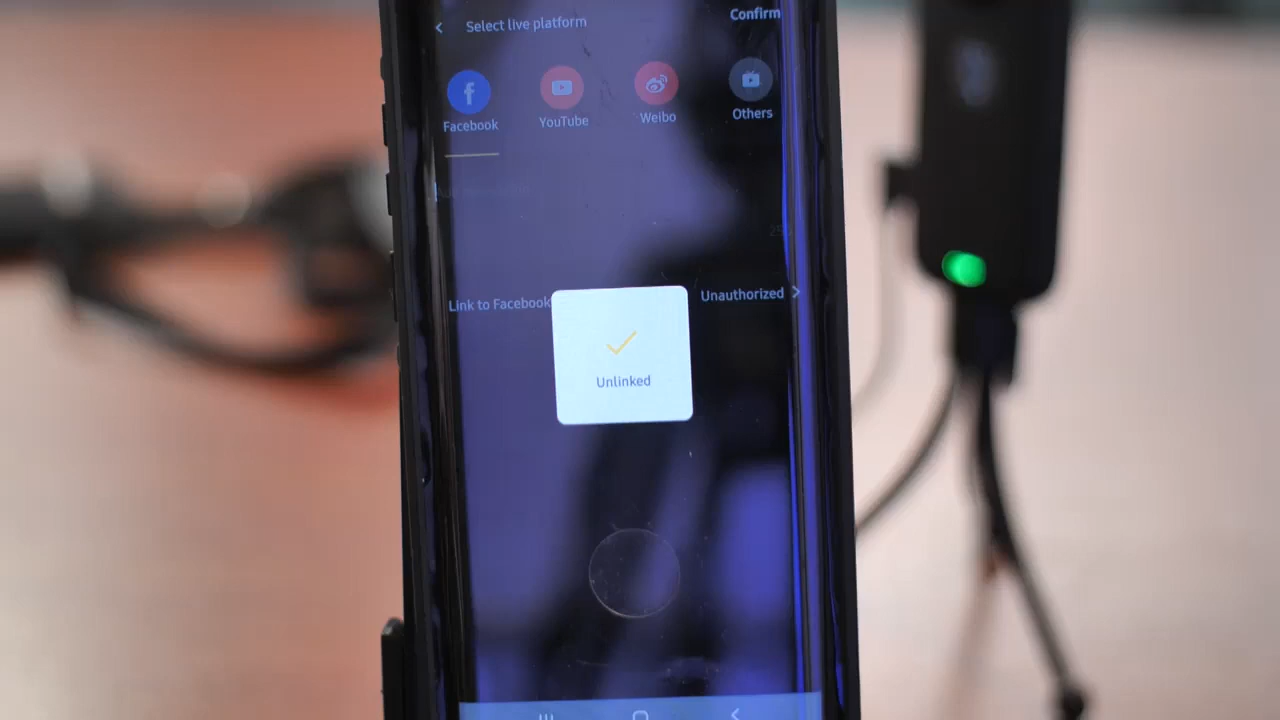 Select live platform
Confirm
Facebook
YouTube
Weibo
Others
Link to Facebook
Unauthorized
Unlinked